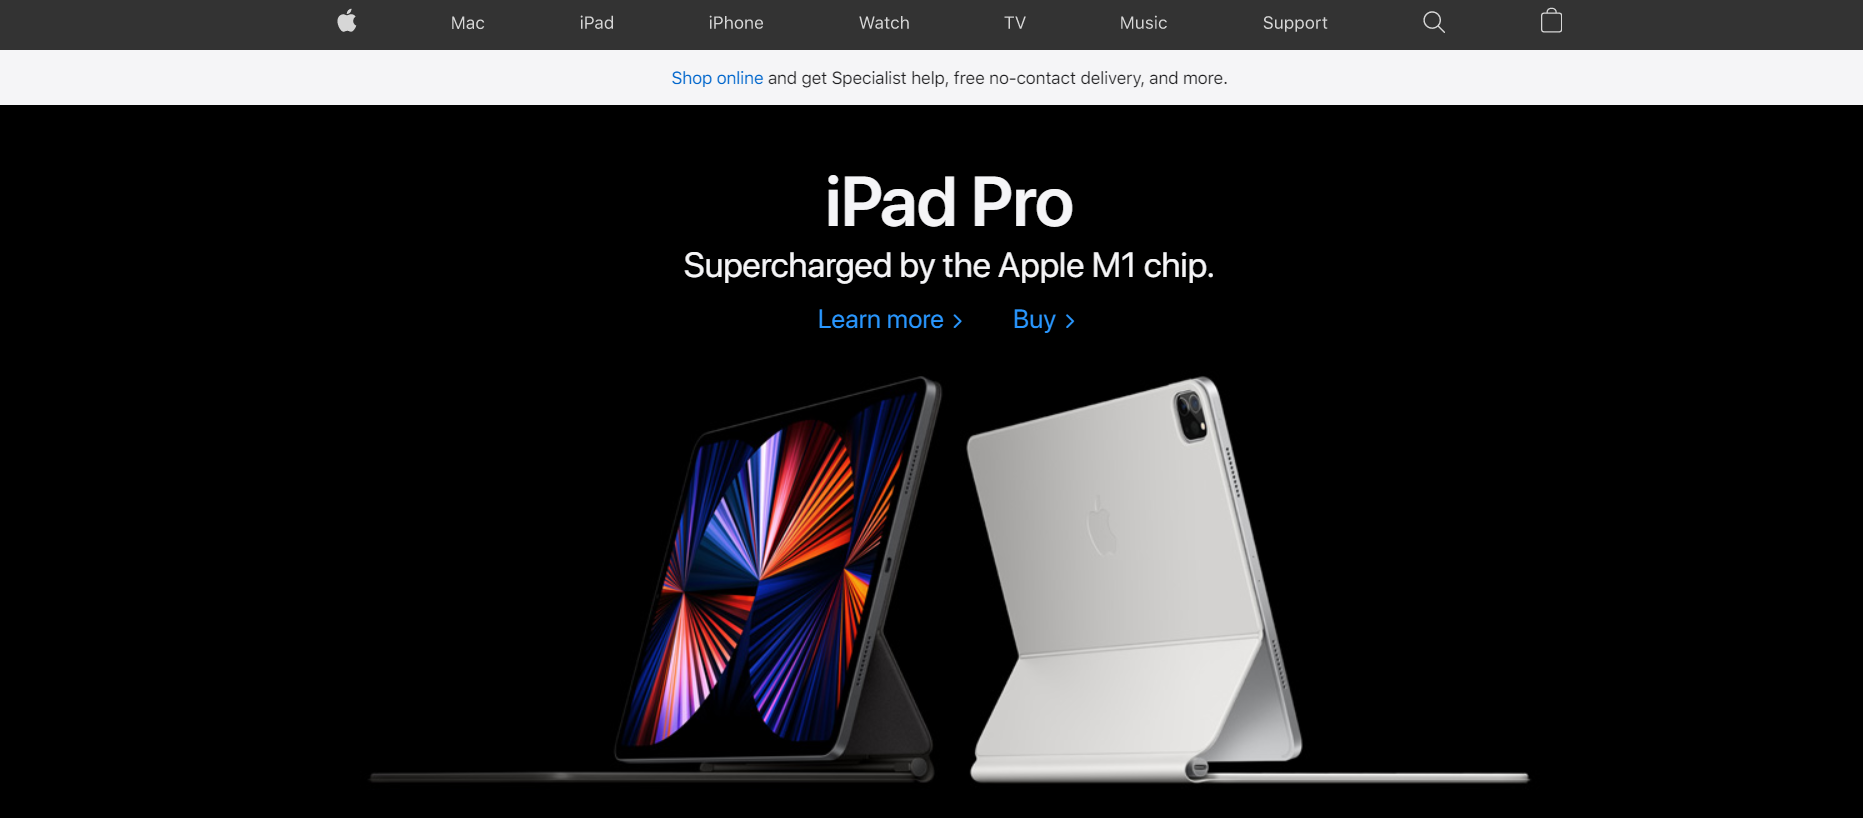 Mac iPad iPhone Watch TV Music Support
Shop online and get Specialist help, free no-contact delivery, and more.
iPad Pro
Supercharged by the Apple M1 chip.
Learn more > Buy >